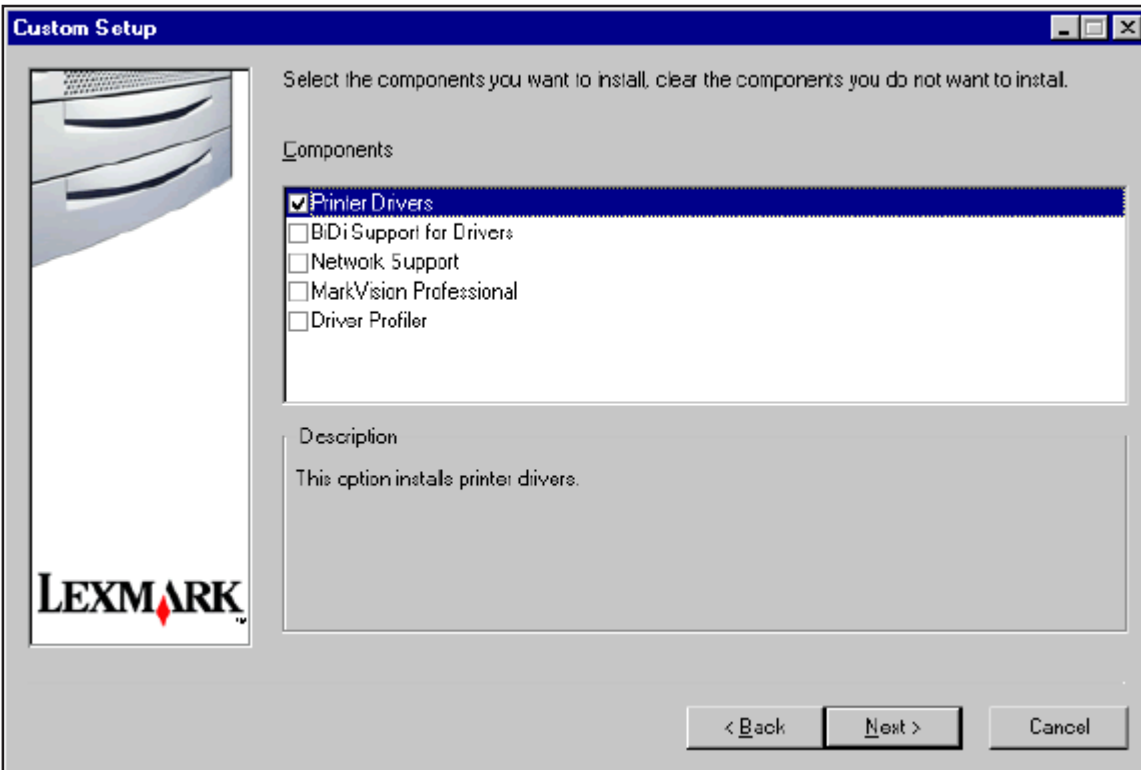 Custom Setup
Select the components you want to install, clear the components you do not want to install.
Components
Printer Drivers
BiDi Support for Drivers
Network Support
MarkVision Professional
Driver Profiler
Description
This option installs printer drivers.
LEXMARK™
< Back
Next >
Cancel